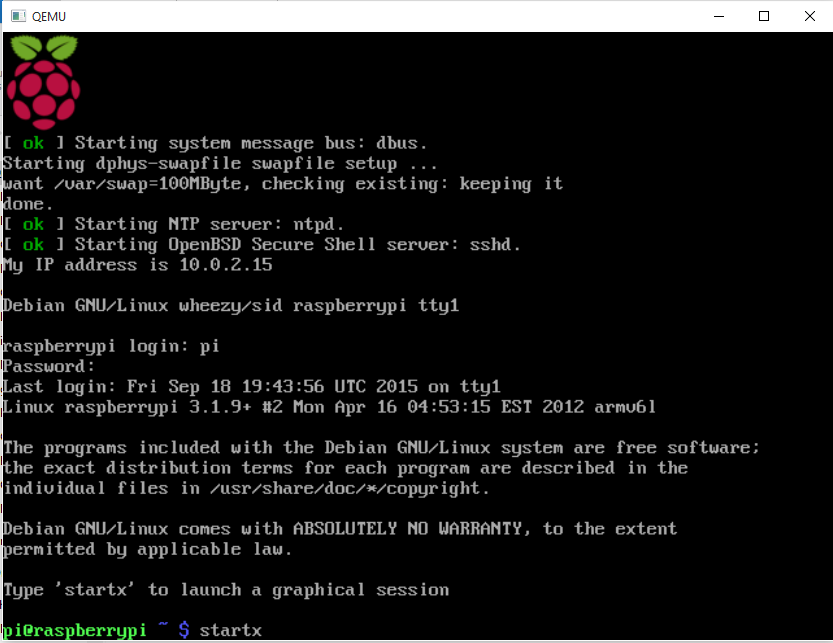 QEMU
[ ok ] Starting system message bus: dbus.
Starting dphys-swapfile swapfile setup ...
want /var/swap=100MByte, checking existing: keeping it
done.
[ ok ] Starting NTP server: ntpd.
[ ok ] Starting OpenBSD Secure Shell server: sshd.
My IP address is 10.0.2.15
Debian GNU/Linux wheezy/sid raspberrypi tty1
raspberrypi login: pi
Password:
Last login: Fri Sep 18 19:43:56 UTC 2015 on tty1
Linux raspberrypi 3.1.9+ #2 Mon Apr 16 04:53:15 EST 2012 armv6l
The programs included with the Debian GNU/Linux system are free software;
the exact distribution terms for each program are described in the
individual files in /usr/share/doc/*/copyright.
Debian GNU/Linux comes with ABSOLUTELY NO WARRANTY, to the extent
permitted by applicable law.
Type 'startx' to launch a graphical session
pi@raspberrypi ~ $ startx